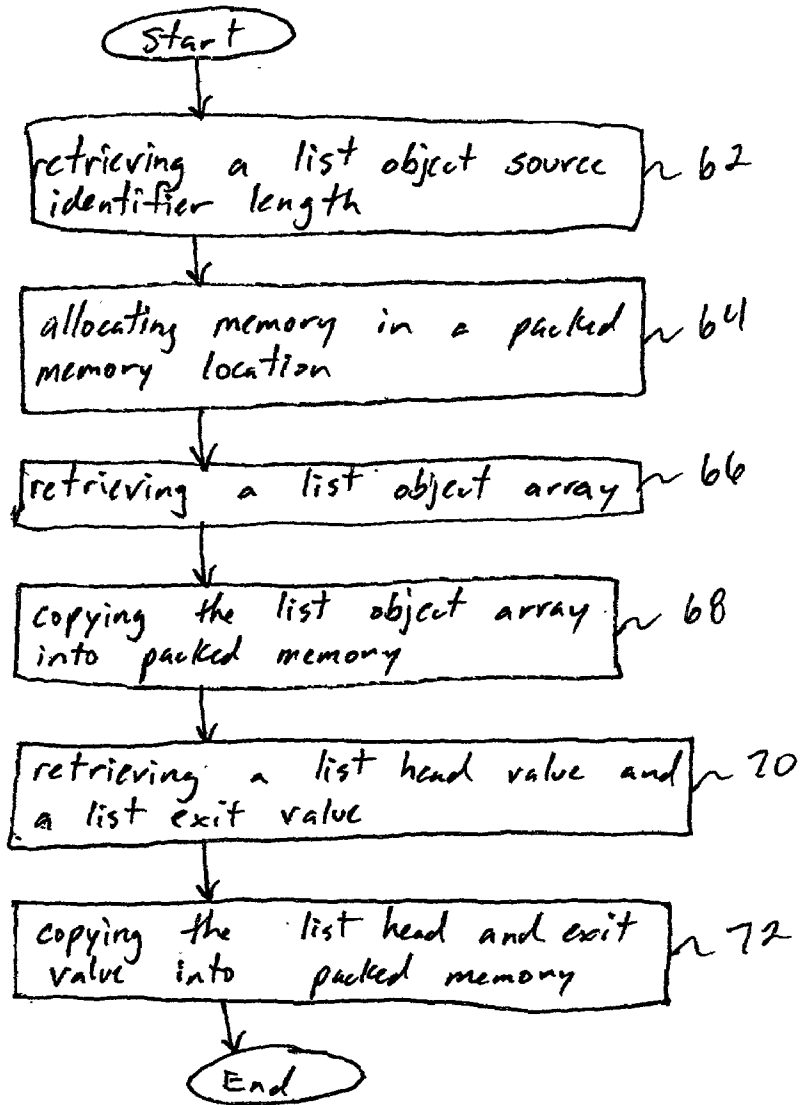 Start
retrieving a list object source
identifier length
62
allocating memory in a packed
memory location
64
retrieving a list object array
66
copying the list object array
into packed memory
68
retrieving a list head value and
a list exit value
70
copying the list head and exit
value into packed memory
72
End